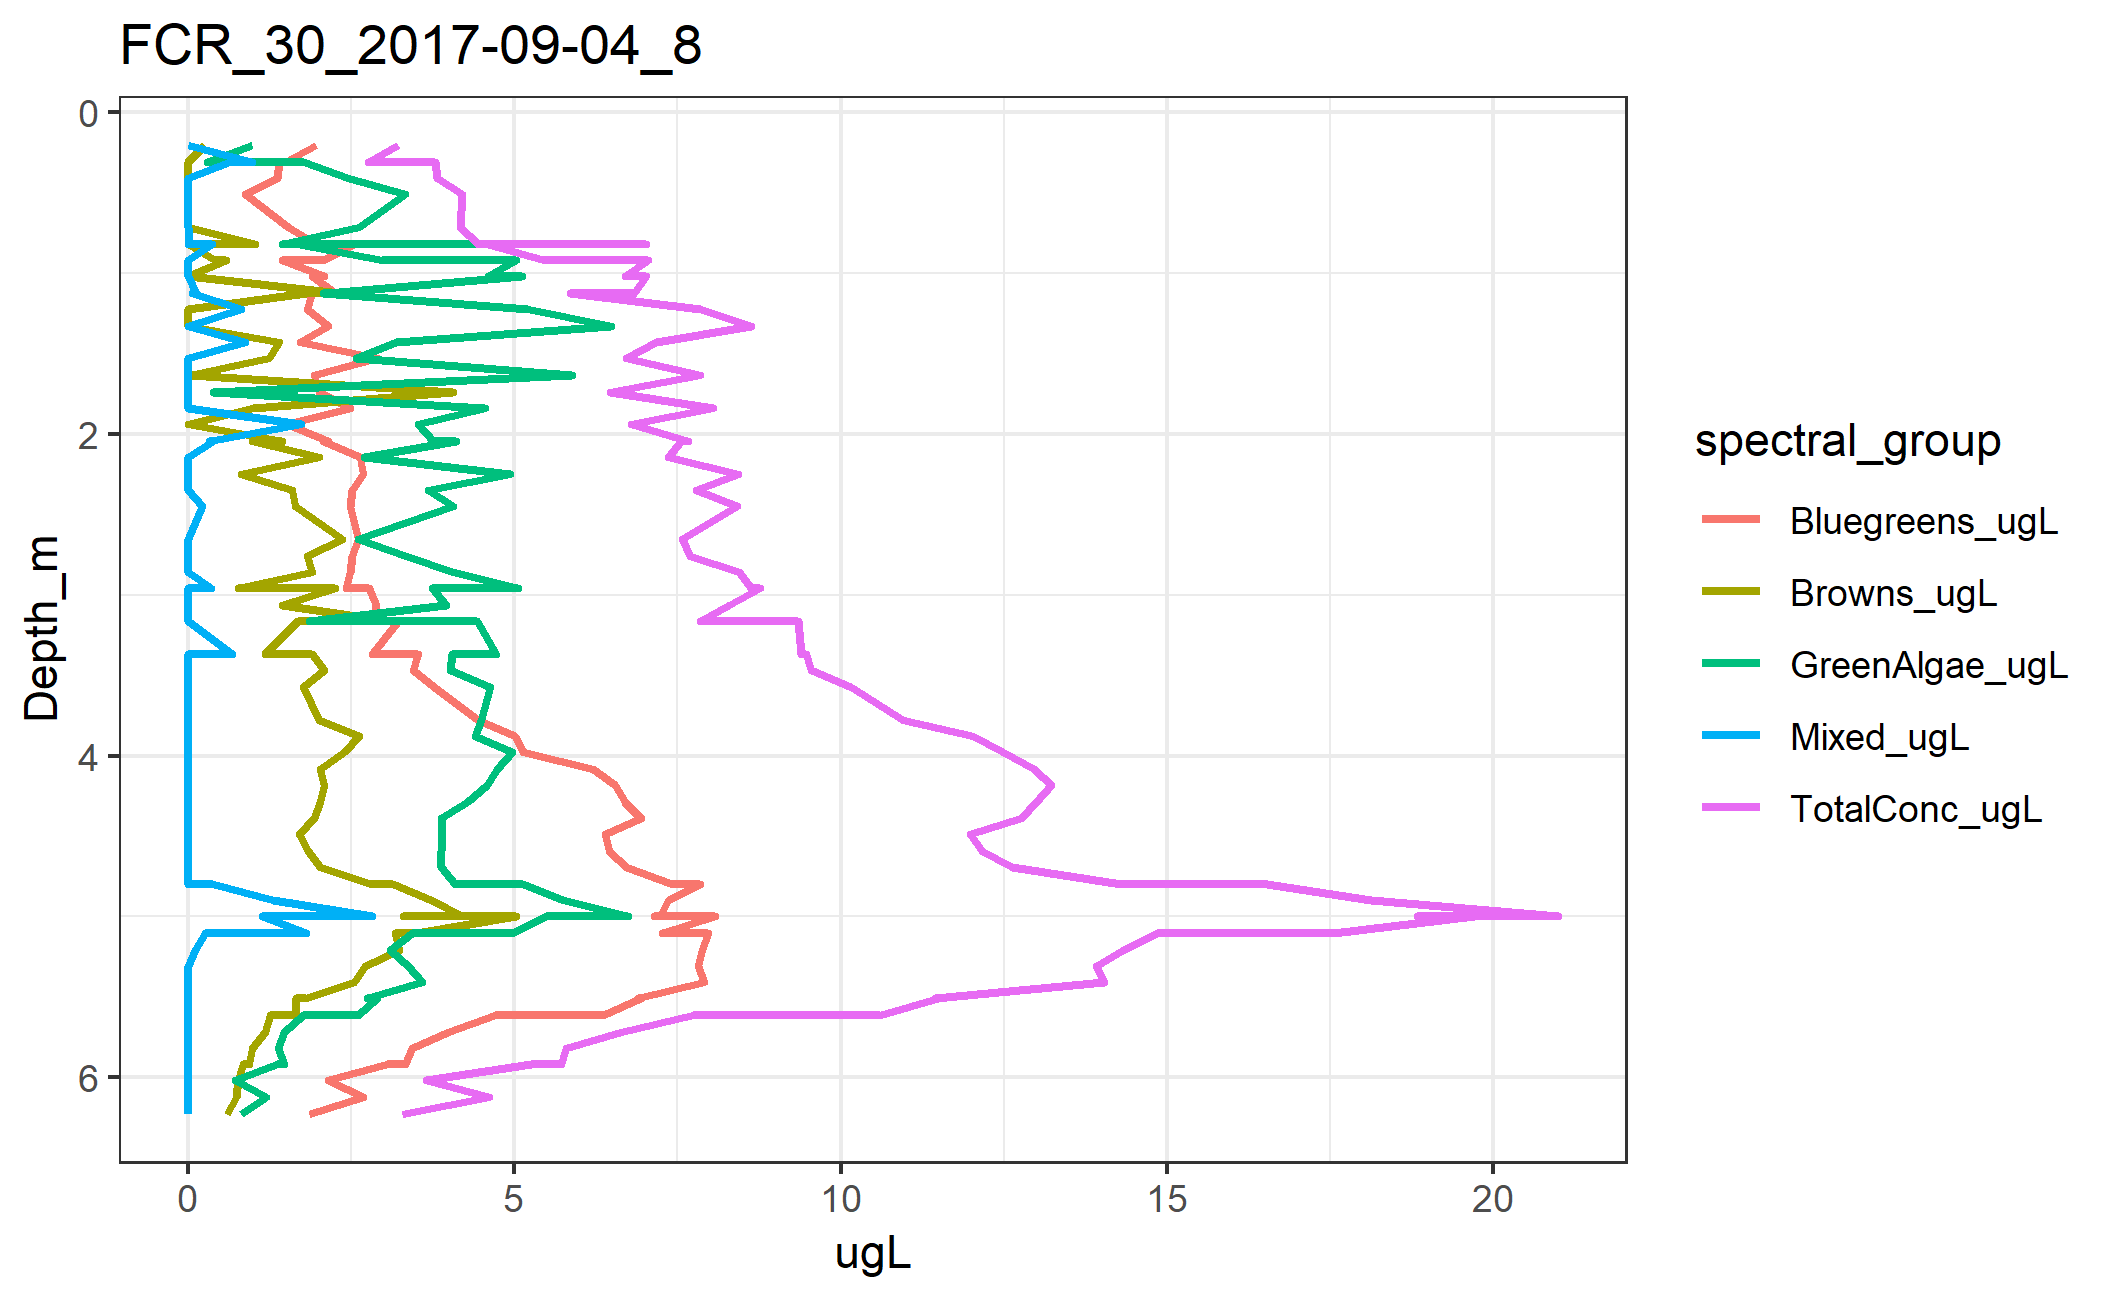 FCR_30_2017-09-04_8
0
2
4
6
Depth_m
0 5 10 15 20
ugL
spectral_group
Bluegreens_ugL
Browns_ugL
GreenAlgae_ugL
Mixed_ugL
TotalConc_ugL